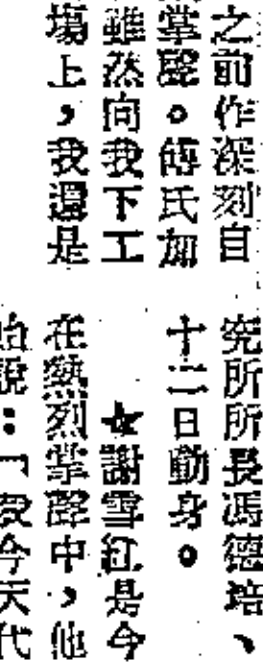 之前作深刻自
掌聲。傅氏加
雖然向我下工
場上，我還是
究所所長馮德培、
十二日動身。
★謝雪紅是今
在熱烈掌聲中，他
始說：「我今天代